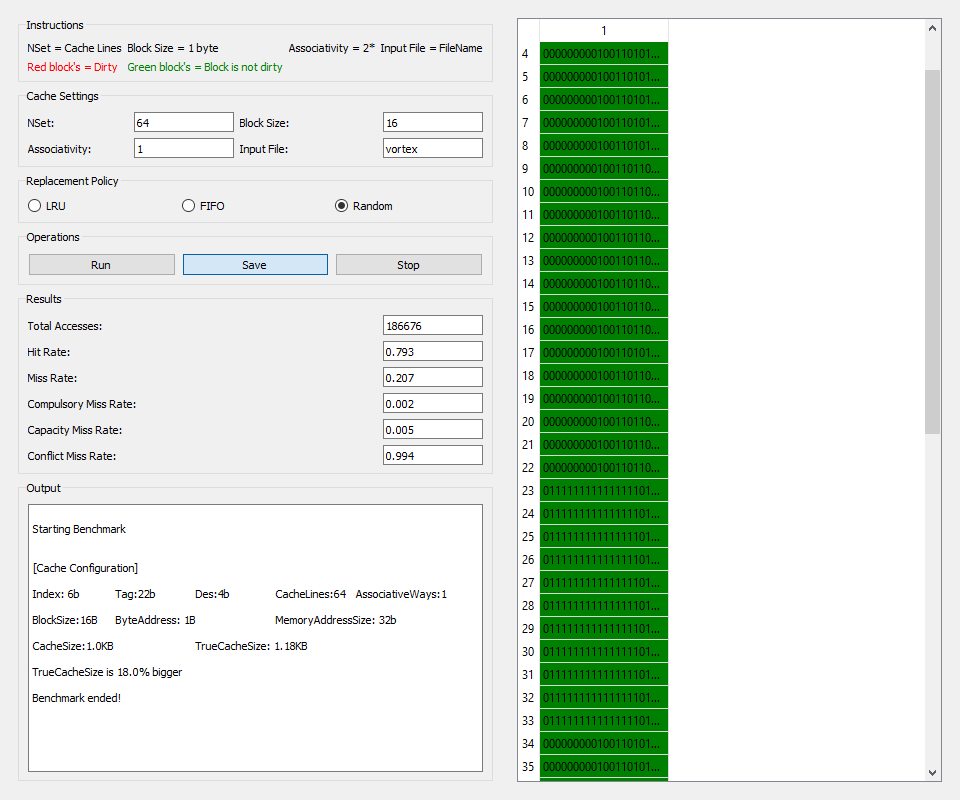 Instructions
NSet = Cache Lines Block Size = 1 byte Associativity = 2* Input File = FileName
Red block's = Dirty Green block's = Block is not dirty
Cache Settings
NSet: 64 Block Size: 16
Associativity: 1 Input File: vortex
Replacement Policy
LRU FIFO Random
Operations
Run Save Stop
Results
Total Accesses: 186676
Hit Rate: 0.793
Miss Rate: 0.207
Compulsory Miss Rate: 0.002
Capacity Miss Rate: 0.005
Conflict Miss Rate: 0.994
Output
Starting Benchmark
[Cache Configuration]
Index: 6b Tag:22b Des:4b CacheLines:64 AssociativeWays:1
BlockSize:16B ByteAddress: 1B MemoryAddressSize: 32b
CacheSize:1.0KB TrueCacheSize: 1.18KB
TrueCacheSize is 18.0% bigger
Benchmark ended!
1
4 000000000100110101...
5 000000000100110101...
6 000000000100110101...
7 000000000100110101...
8 000000000100110101...
9 000000000100110110...
10 000000000100110110...
11 000000000100110110...
12 000000000100110110...
13 000000000100110110...
14 000000000100110110...
15 000000000100110110...
16 000000000100110110...
17 000000000100110101...
18 000000000100110110...
19 000000000100110110...
20 000000000100110110...
21 000000000100110110...
22 000000000100110110...
23 011111111111111101...
24 011111111111111101...
25 011111111111111101...
26 011111111111111101...
27 011111111111111101...
28 011111111111111101...
29 011111111111111101...
30 011111111111111101...
31 011111111111111101...
32 011111111111111101...
33 011111111111111101...
34 000000000100110101...
35 000000000100110101...